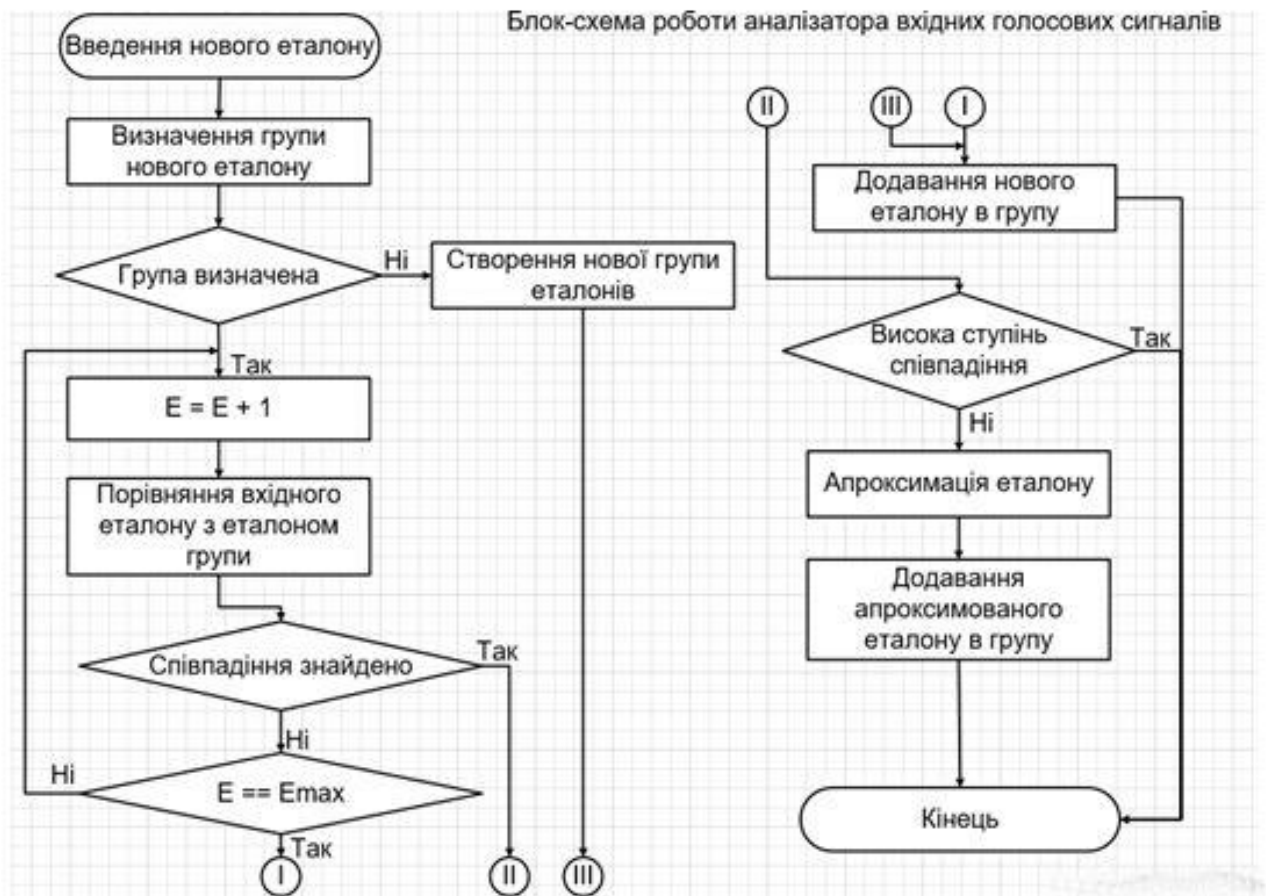 Блок-схема роботи аналізатора вхідних голосових сигналів
Введення нового еталону
Визначення групи
нового еталону
Група визначена
Ні
Створення нової групи
еталонів
Так
E = E + 1
Порівняння вхідного
еталону з еталоном
групи
Співпадіння знайдено
Так
Ні
E == Emax
Ні
Так
I
II
III
II
III
I
Додавання нового
еталону в групу
Висока ступінь
співпадіння
Так
Ні
Апроксимація еталону
Додавання
апроксимованого
еталону в групу
Кінець